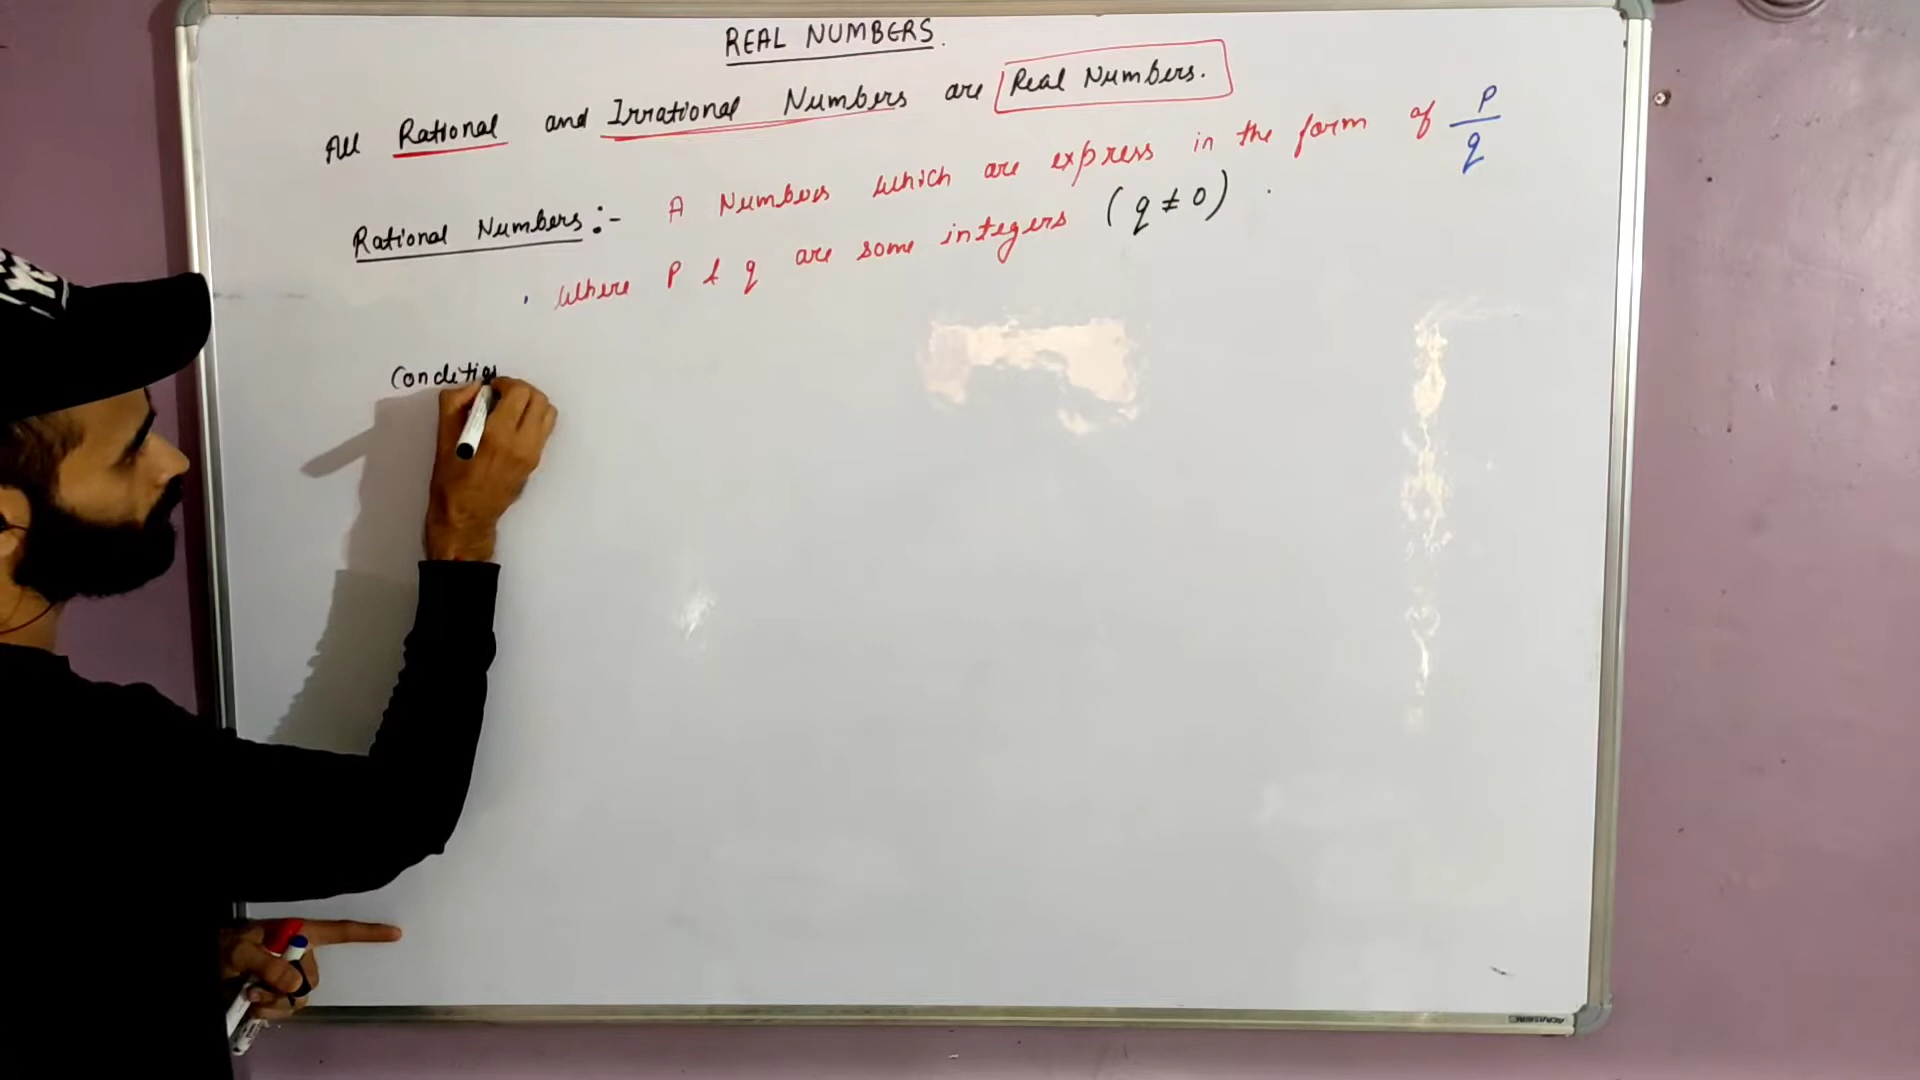 REAL NUMBERS.
All Rational and Irrational Numbers are Real Numbers.
Rational Numbers :- A Numbers which are express in the form of P/q
. where P & q are some integers (q ≠ 0) .
Condition